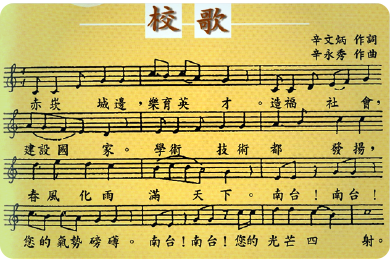 校歌
辛文炳 作詞
辛永秀 作曲
赤崁 城邊，樂育英 才。造福 社 會，
建設國 家。學術 技術都 發揚，
春風化雨 滿 天下。南台！南台！
您的氣勢磅礡。南台！南台！您的光芒四 射。